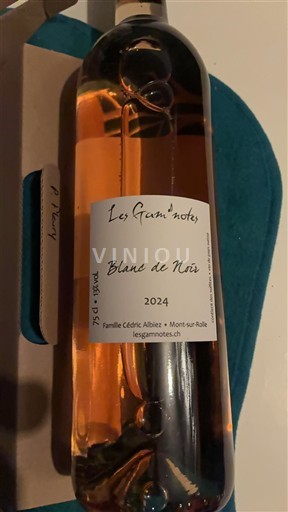 Les Gam'notes
VINIOU
Blanc de Noir
2024
75 cl • 13% vol
Famille Cédric Albiez • Mont-sur-Rolle
lesgamnotes.ch